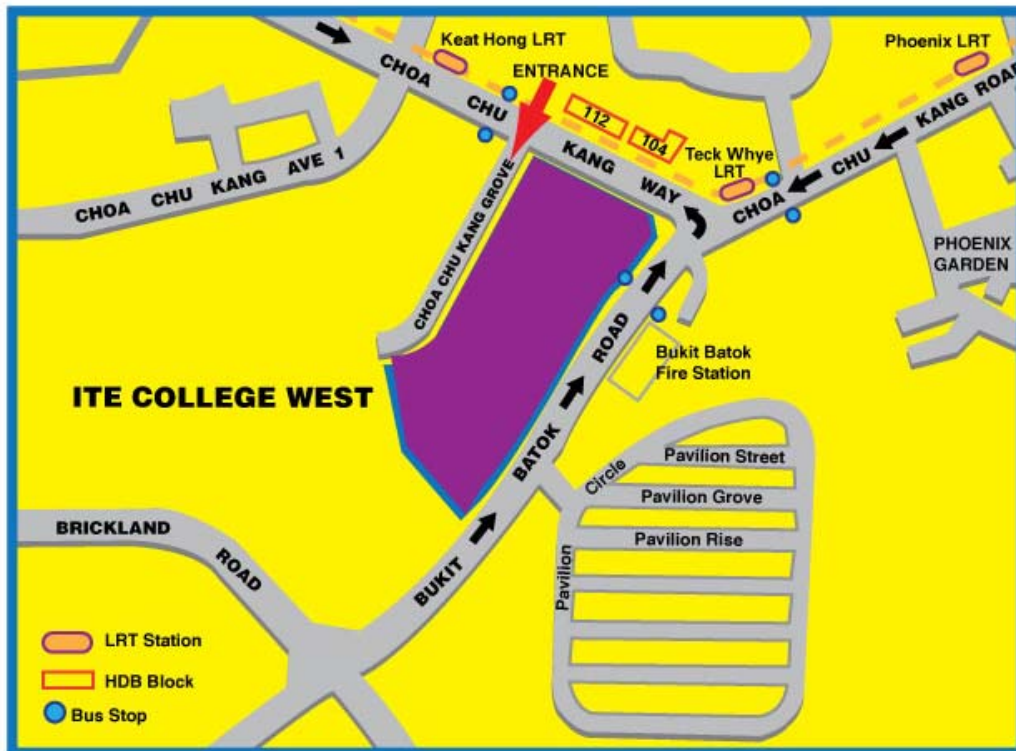 Keat Hong LRT
Phoenix LRT
ENTRANCE
CHOA CHU KANG WAY
112
104
Teck Whye
LRT
CHOA CHU KANG ROAD
CHOA CHU KANG AVE 1
CHOA CHU KANG GROVE
PHOENIX
GARDEN
ITE COLLEGE WEST
Bukit Batok
Fire Station
BUKIT BATOK ROAD
BRICKLAND ROAD
Pavilion Circle
Pavilion Street
Pavilion Grove
Pavilion Rise
LRT Station
HDB Block
Bus Stop